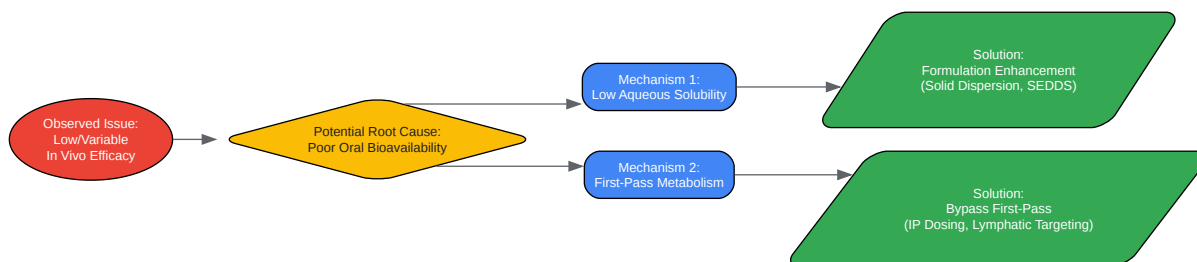 Observed Issue:
Low/Variable
In Vivo Efficacy
Potential Root Cause:
Poor Oral Bioavailability
Mechanism 1:
Low Aqueous Solubility
Solution:
Formulation Enhancement
(Solid Dispersion, SEDDS)
Mechanism 2:
First-Pass Metabolism
Solution:
Bypass First-Pass
(IP Dosing, Lymphatic Targeting)